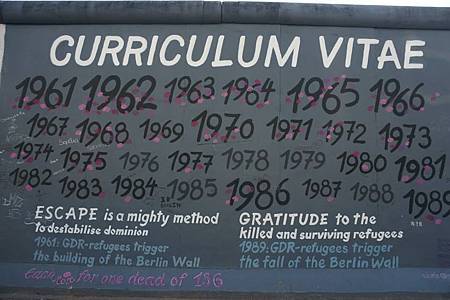 CURRICULUM VITAE
1961 1962 1963 1964 1965 1966
1967 1968 1969 1970 1971 1972 1973
1974 1975 1976 1977 1978 1979 1980 1981
1982 1983 1984 1985 1986 1987 1988 1989
ESCAPE is a mighty method
to destabilise dominion
1961: GDR-refugees trigger
the building of the Berlin Wall
GRATITUDE to the
killed and surviving refugees
1989: GDR-refugees trigger
the fall of the Berlin Wall
for one dead of 136